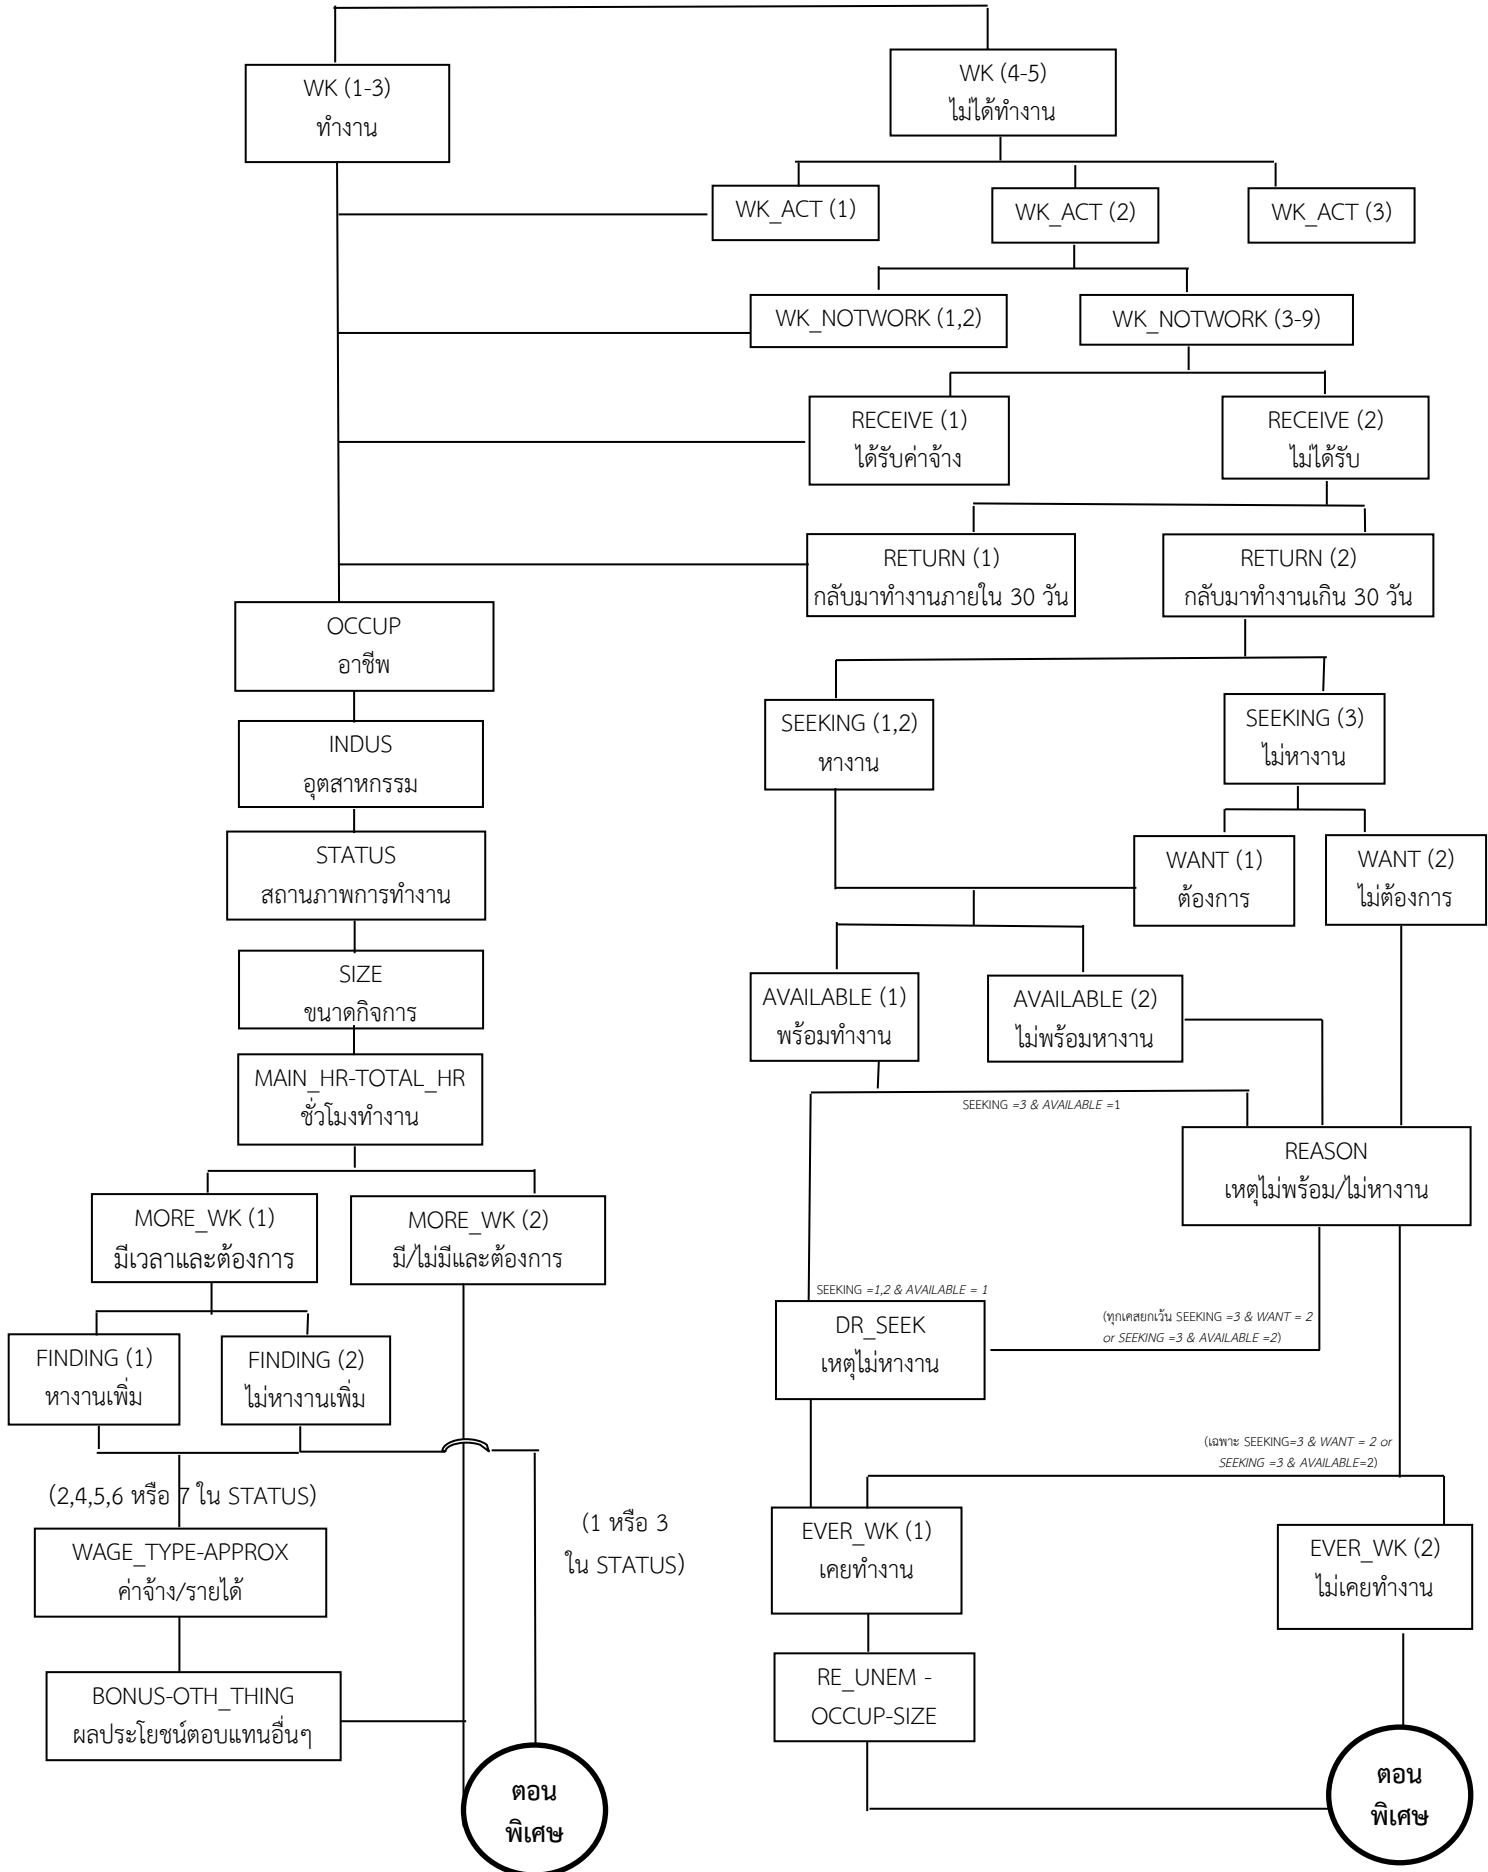 WK (1-3)
ทำงาน
WK (4-5)
ไม่ได้ทำงาน
WK_ACT (1)
WK_ACT (2)
WK_ACT (3)
WK_NOTWORK (1,2)
WK_NOTWORK (3-9)
RECEIVE (1)
ได้รับค่าจ้าง
RECEIVE (2)
ไม่ได้รับ
RETURN (1)
กลับมาทำงานภายใน 30 วัน
RETURN (2)
กลับมาทำงานเกิน 30 วัน
OCCUP
อาชีพ
INDUS
อุตสาหกรรม
STATUS
สถานภาพการทำงาน
SIZE
ขนาดกิจการ
MAIN_HR-TOTAL_HR
ชั่วโมงทำงาน
MORE_WK (1)
มีเวลาและต้องการ
MORE_WK (2)
มี/ไม่มีและต้องการ
FINDING (1)
หางานเพิ่ม
FINDING (2)
ไม่หางานเพิ่ม
(2,4,5,6 หรือ 7 ใน STATUS)
(1 หรือ 3
ใน STATUS)
WAGE_TYPE-APPROX
ค่าจ้าง/รายได้
BONUS-OTH_THING
ผลประโยชน์ตอบแทนอื่นๆ
ตอน
พิเศษ
SEEKING (1,2)
หางาน
SEEKING (3)
ไม่หางาน
WANT (1)
ต้องการ
WANT (2)
ไม่ต้องการ
AVAILABLE (1)
พร้อมทำงาน
AVAILABLE (2)
ไม่พร้อมหางาน
SEEKING =3 & AVAILABLE =1
REASON
เหตุไม่พร้อม/ไม่หางาน
SEEKING =1,2 & AVAILABLE = 1
DR_SEEK
เหตุไม่หางาน
(ทุกเคสยกเว้น SEEKING =3 & WANT = 2
or SEEKING =3 & AVAILABLE =2)
(เฉพาะ SEEKING=3 & WANT = 2 or
SEEKING =3 & AVAILABLE=2)
EVER_WK (1)
เคยทำงาน
EVER_WK (2)
ไม่เคยทำงาน
RE_UNEM -
OCCUP-SIZE
ตอน
พิเศษ